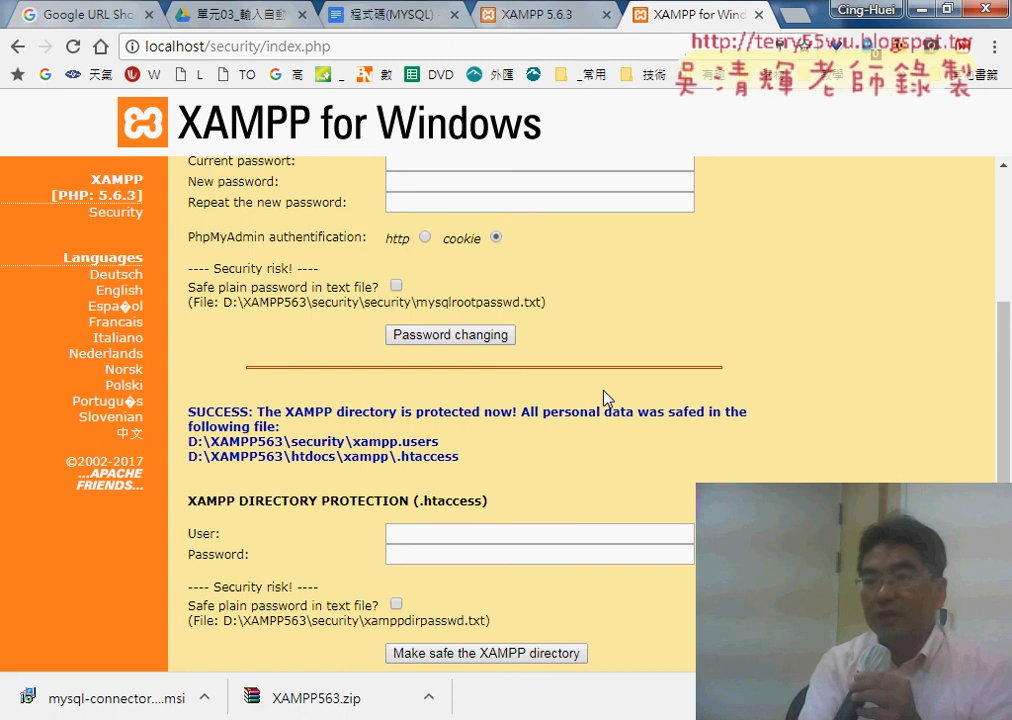 Google URL Sho
單元03_輸入自動
程式碼(MYSQL) -
XAMPP 5.6.3
XAMPP for Wind
Cing-Huei
localhost/security/index.php
http://terry55wu.blogspot.tw
天氣
W
L
TO
高
_
數
DVD
外匯
_常用
技術
吳清輝老師錄製
XAMPP for Windows
XAMPP
[PHP: 5.6.3]
Security
Languages
Deutsch
English
Espa�ol
Francais
Italiano
Nederlands
Norsk
Polski
Portugu�s
Slovenian
中文
©2002-2017
...APACHE
FRIENDS...
Current passwort:
New password:
Repeat the new password:
PhpMyAdmin authentification: http cookie
---- Security risk! ----
Safe plain password in text file?
(File: D:\XAMPP563\security\security\mysqlrootpasswd.txt)
Password changing
SUCCESS: The XAMPP directory is protected now! All personal data was safed in the
following file:
D:\XAMPP563\security\xampp.users
D:\XAMPP563\htdocs\xampp\.htaccess
XAMPP DIRECTORY PROTECTION (.htaccess)
User:
Password:
---- Security risk! ----
Safe plain password in text file?
(File: D:\XAMPP563\security\xamppdirpasswd.txt)
Make safe the XAMPP directory
mysql-connector....msi
XAMPP563.zip